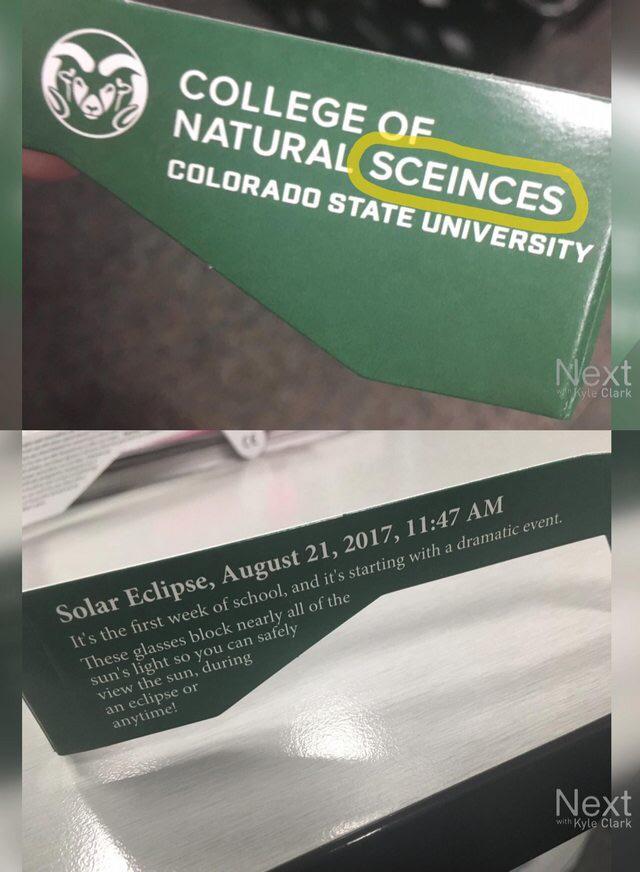 COLLEGE OF
NATURAL SCEINCES
COLORADO STATE UNIVERSITY
Next
with Kyle Clark
CE
Solar Eclipse, August 21, 2017, 11:47 AM
It's the first week of school, and it's starting with a dramatic event.
These glasses block nearly all of the
sun's light so you can safely
view the sun, during
an eclipse or
anytime!
Next
with Kyle Clark